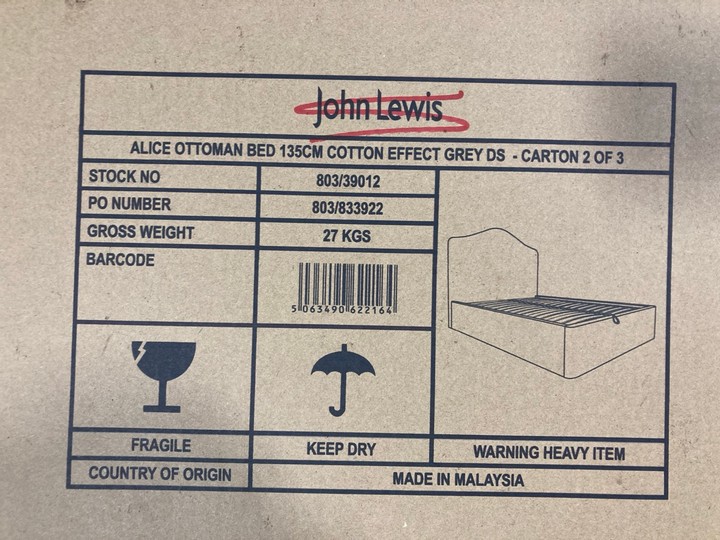 John Lewis
ALICE OTTOMAN BED 135CM COTTON EFFECT GREY DS - CARTON 2 OF 3
STOCK NO 803/39012
PO NUMBER 803/833922
GROSS WEIGHT 27 KGS
BARCODE
5 063490 622164
FRAGILE KEEP DRY WARNING HEAVY ITEM
COUNTRY OF ORIGIN MADE IN MALAYSIA